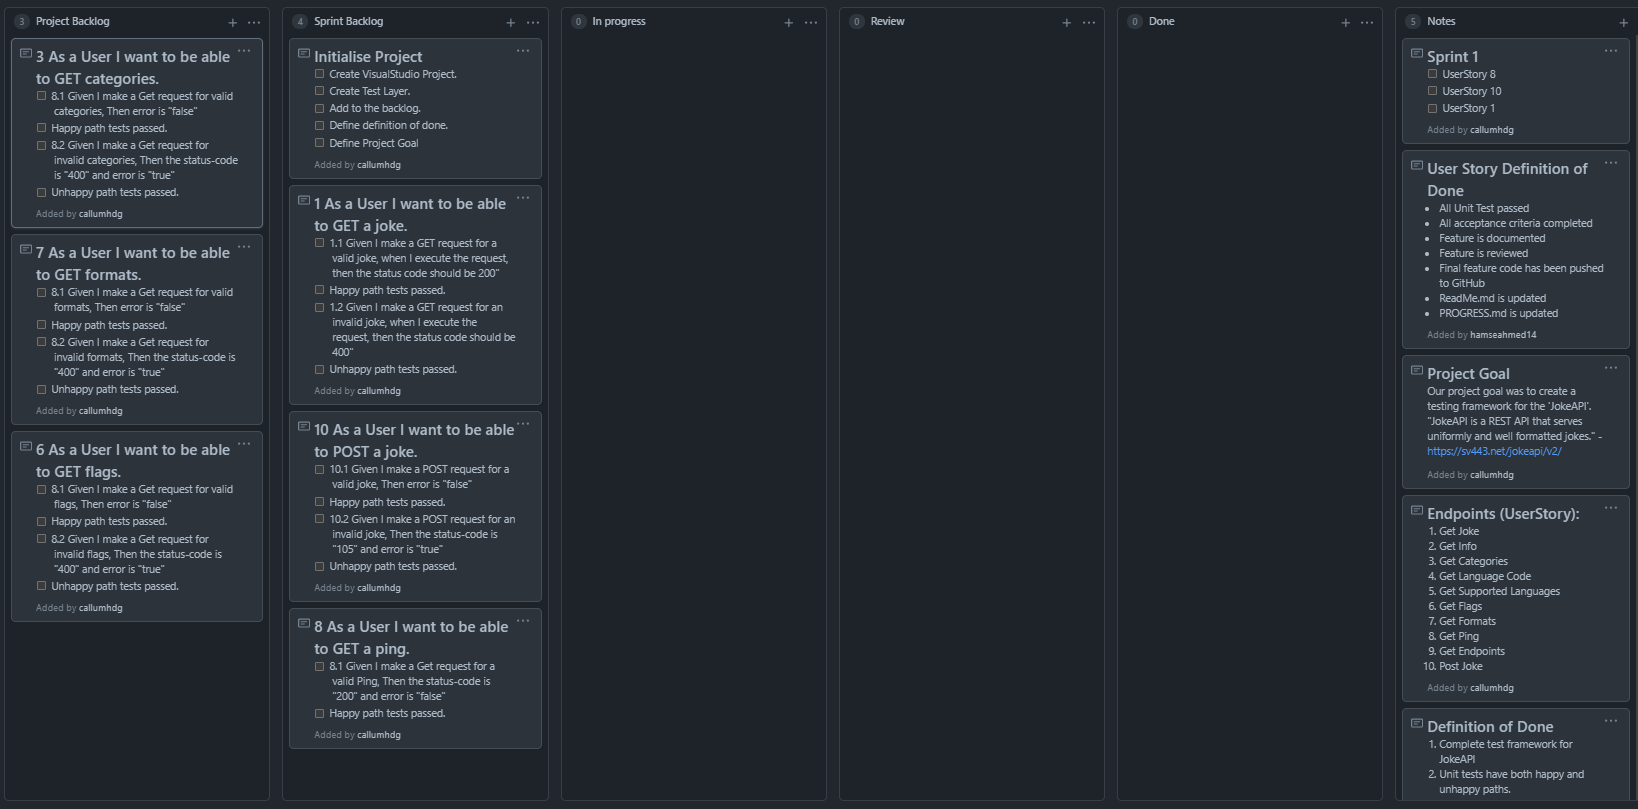 3 Project Backlog
3 As a User I want to be able
to GET categories.
8.1 Given I make a Get request for valid
categories, Then error is "false"
Happy path tests passed.
8.2 Given I make a Get request for
invalid categories, Then the status-code
is "400" and error is "true"
Unhappy path tests passed.
Added by callumhdg
7 As a User I want to be able
to GET formats.
8.1 Given I make a Get request for valid
formats, Then error is "false"
Happy path tests passed.
8.2 Given I make a Get request for
invalid formats, Then the status-code is
"400" and error is "true"
Unhappy path tests passed.
Added by callumhdg
6 As a User I want to be able
to GET flags.
8.1 Given I make a Get request for valid
flags, Then error is "false"
Happy path tests passed.
8.2 Given I make a Get request for
invalid flags, Then the status-code is
"400" and error is "true"
Unhappy path tests passed.
Added by callumhdg
4 Sprint Backlog
Initialise Project
Create VisualStudio Project.
Create Test Layer.
Add to the backlog.
Define definition of done.
Define Project Goal
Added by callumhdg
1 As a User I want to be able
to GET a joke.
1.1 Given I make a GET request for a
valid joke, when I execute the request,
then the status code should be 200"
Happy path tests passed.
1.2 Given I make a GET request for an
invalid joke, when I execute the
request, then the status code should be
400"
Unhappy path tests passed.
Added by callumhdg
10 As a User I want to be able
to POST a joke.
10.1 Given I make a POST request for a
valid joke, Then error is "false"
Happy path tests passed.
10.2 Given I make a POST request for an
invalid joke, Then the status-code is
"105" and error is "true"
Unhappy path tests passed.
Added by callumhdg
8 As a User I want to be able
to GET a ping.
8.1 Given I make a Get request for a
valid Ping, Then the status-code is
"200" and error is "false"
Happy path tests passed.
Added by callumhdg
0 In progress
0 Review
0 Done
5 Notes
Sprint 1
UserStory 8
UserStory 10
UserStory 1
Added by callumhdg
User Story Definition of
Done
• All Unit Test passed
• All acceptance criteria completed
• Feature is documented
• Feature is reviewed
• Final feature code has been pushed
to GitHub
• ReadMe.md is updated
• PROGRESS.md is updated
Added by hamseahmed14
Project Goal
Our project goal was to create a
testing framework for the 'JokeAPI'.
"JokeAPI is a REST API that serves
uniformly and well formatted jokes." -
https://sv443.net/jokeapi/v2/
Added by callumhdg
Endpoints (UserStory):
1. Get Joke
2. Get Info
3. Get Categories
4. Get Language Code
5. Get Supported Languages
6. Get Flags
7. Get Formats
8. Get Ping
9. Get Endpoints
10. Post Joke
Added by callumhdg
Definition of Done
1. Complete test framework for
JokeAPI
2. Unit tests have both happy and
unhappy paths.